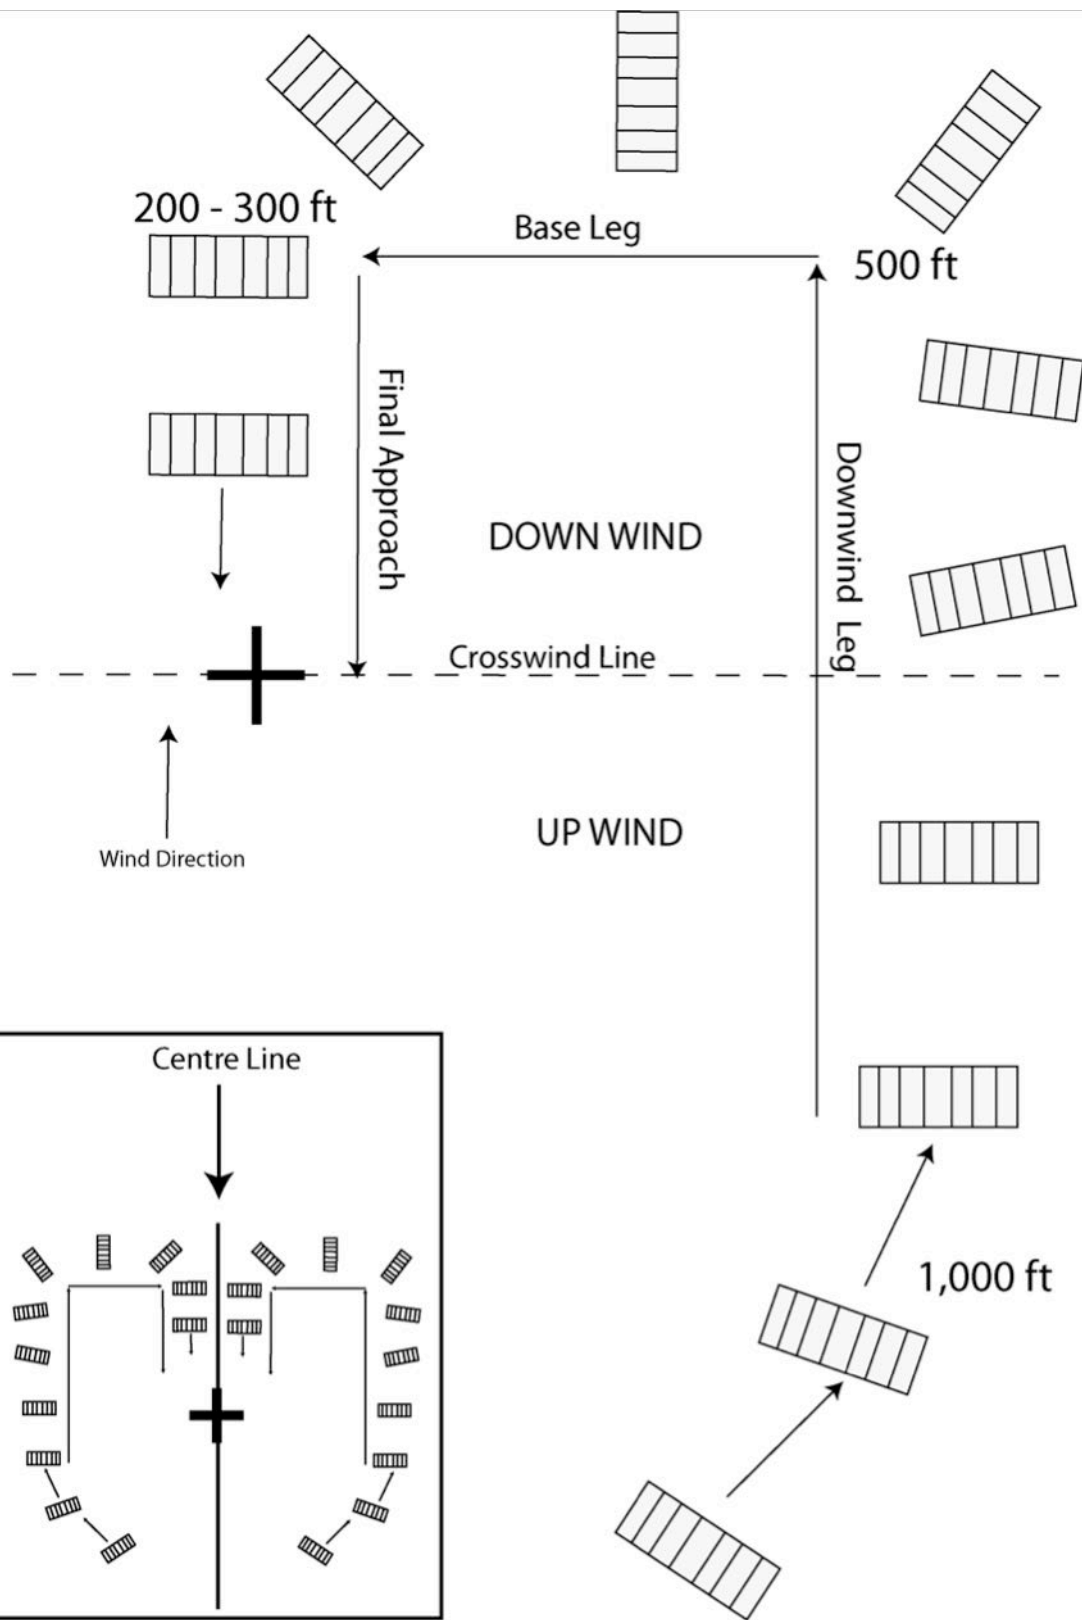 200 - 300 ft
Base Leg
500 ft
Final Approach
Downwind Leg
DOWN WIND
Crosswind Line
UP WIND
Wind Direction
Centre Line
1,000 ft